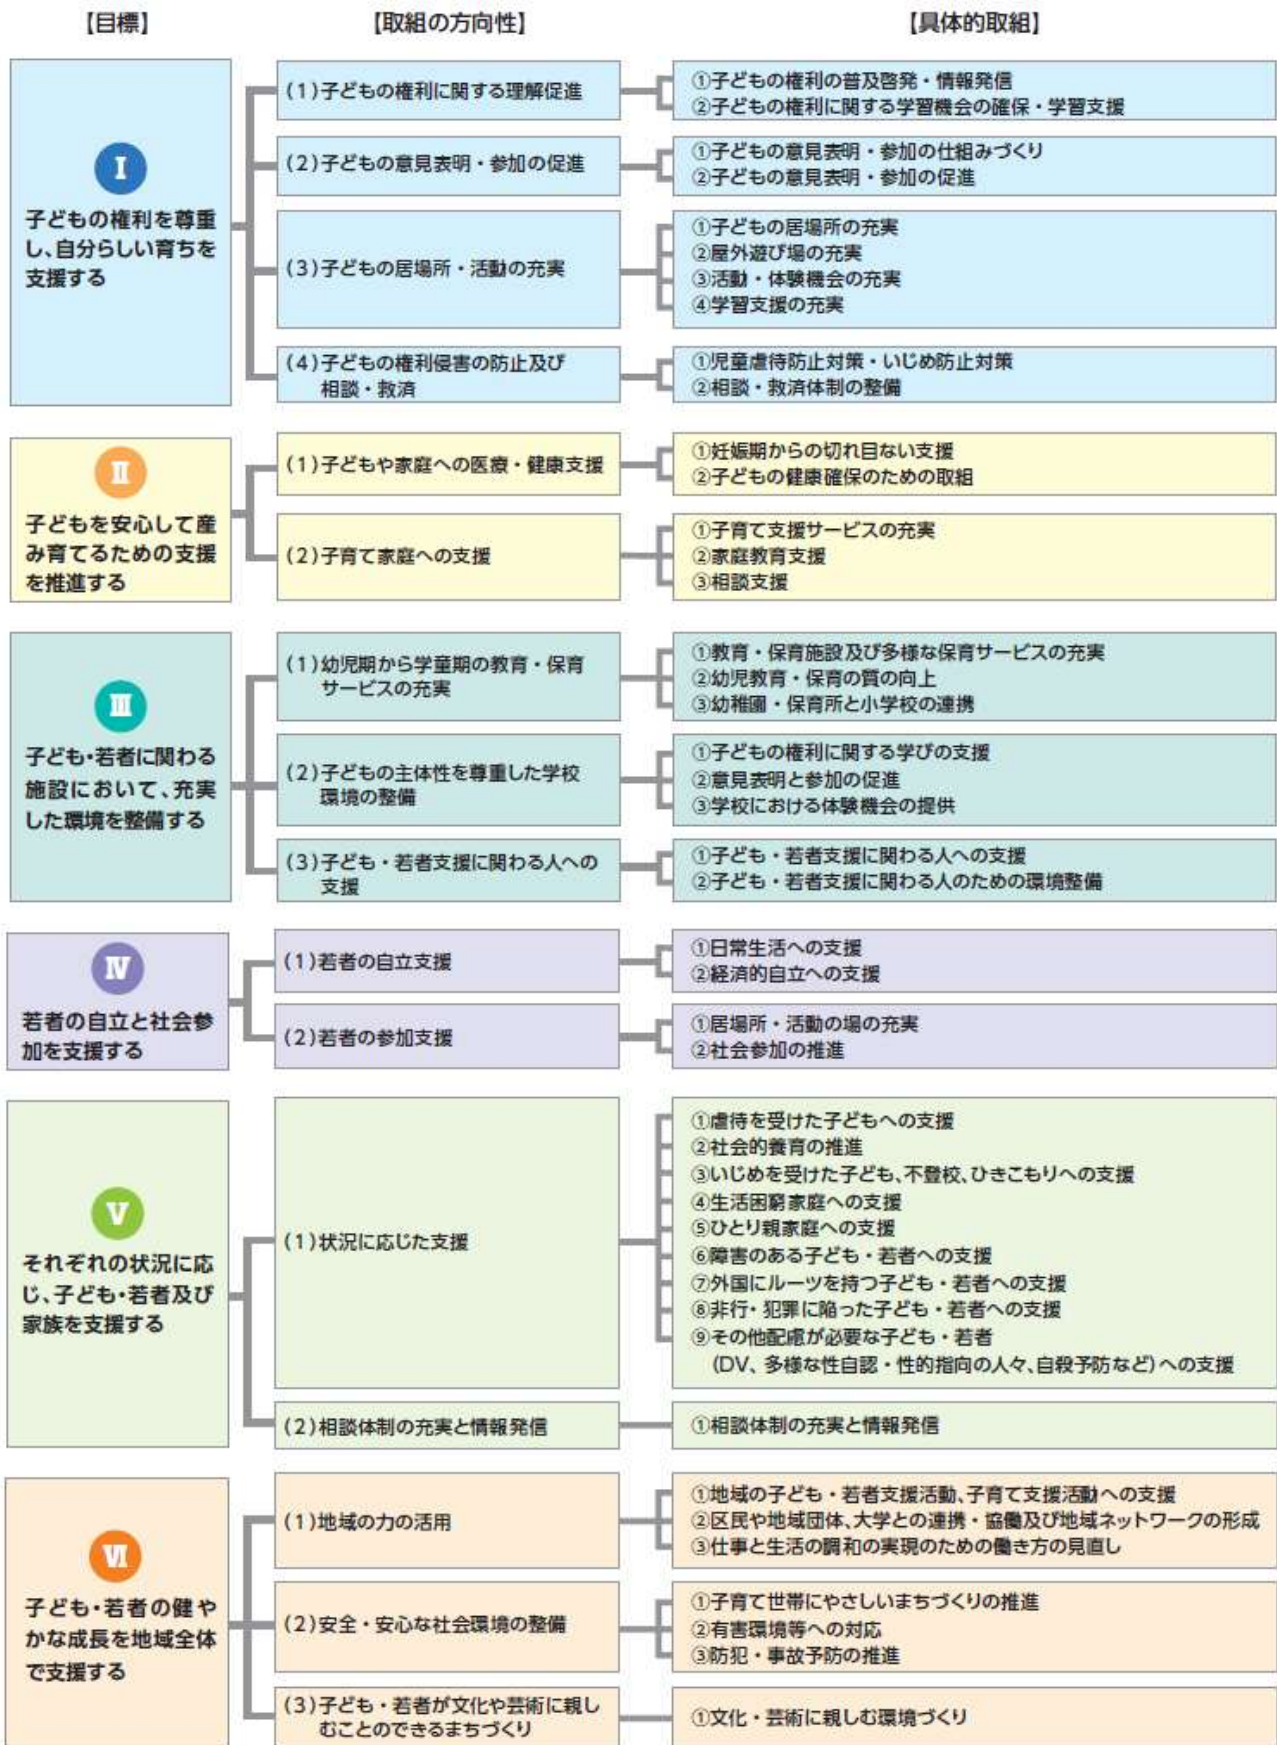 【目標】
【取組の方向性】
【具体的取組】
Ⅰ
子どもの権利を尊重
し、自分らしい育ちを
支援する
(1)子どもの権利に関する理解促進
①子どもの権利の普及啓発・情報発信
②子どもの権利に関する学習機会の確保・学習支援
(2)子どもの意見表明・参加の促進
①子どもの意見表明・参加の仕組みづくり
②子どもの意見表明・参加の促進
(3)子どもの居場所・活動の充実
①子どもの居場所の充実
②屋外遊び場の充実
③活動・体験機会の充実
④学習支援の充実
(4)子どもの権利侵害の防止及び
相談・救済
①児童虐待防止対策・いじめ防止対策
②相談・救済体制の整備
Ⅱ
子どもを安心して産
み育てるための支援
を推進する
(1)子どもや家庭への医療・健康支援
①妊娠期からの切れ目ない支援
②子どもの健康確保のための取組
(2)子育て家庭への支援
①子育て支援サービスの充実
②家庭教育支援
③相談支援
Ⅲ
子ども・若者に関わる
施設において、充実
した環境を整備する
(1)幼児期から学童期の教育・保育
サービスの充実
①教育・保育施設及び多様な保育サービスの充実
②幼児教育・保育の質の向上
③幼稚園・保育所と小学校の連携
(2)子どもの主体性を尊重した学校
環境の整備
①子どもの権利に関する学びの支援
②意見表明と参加の促進
③学校における体験機会の提供
(3)子ども・若者支援に関わる人への
支援
①子ども・若者支援に関わる人への支援
②子ども・若者支援に関わる人のための環境整備
Ⅳ
若者の自立と社会参
加を支援する
(1)若者の自立支援
①日常生活への支援
②経済的自立への支援
(2)若者の参加支援
①居場所・活動の場の充実
②社会参加の推進
Ⅴ
それぞれの状況に応
じ、子ども・若者及び
家族を支援する
(1)状況に応じた支援
①虐待を受けた子どもへの支援
②社会的養育の推進
③いじめを受けた子ども、不登校、ひきこもりへの支援
④生活困窮家庭への支援
⑤ひとり親家庭への支援
⑥障害のある子ども・若者への支援
⑦外国にルーツを持つ子ども・若者への支援
⑧非行・犯罪に陥った子ども・若者への支援
⑨その他配慮が必要な子ども・若者
(DV、多様な性自認・性的指向の人々、自殺予防など)への支援
(2)相談体制の充実と情報発信
①相談体制の充実と情報発信
Ⅵ
子ども・若者の健や
かな成長を地域全体
で支援する
(1)地域の力の活用
①地域の子ども・若者支援活動、子育て支援活動への支援
②区民や地域団体、大学との連携・協働及び地域ネットワークの形成
③仕事と生活の調和の実現のための働き方の見直し
(2)安全・安心な社会環境の整備
①子育て世帯にやさしいまちづくりの推進
②有害環境等への対応
③防犯・事故予防の推進
(3)子ども・若者が文化や芸術に親し
むことのできるまちづくり
①文化・芸術に親しむ環境づくり